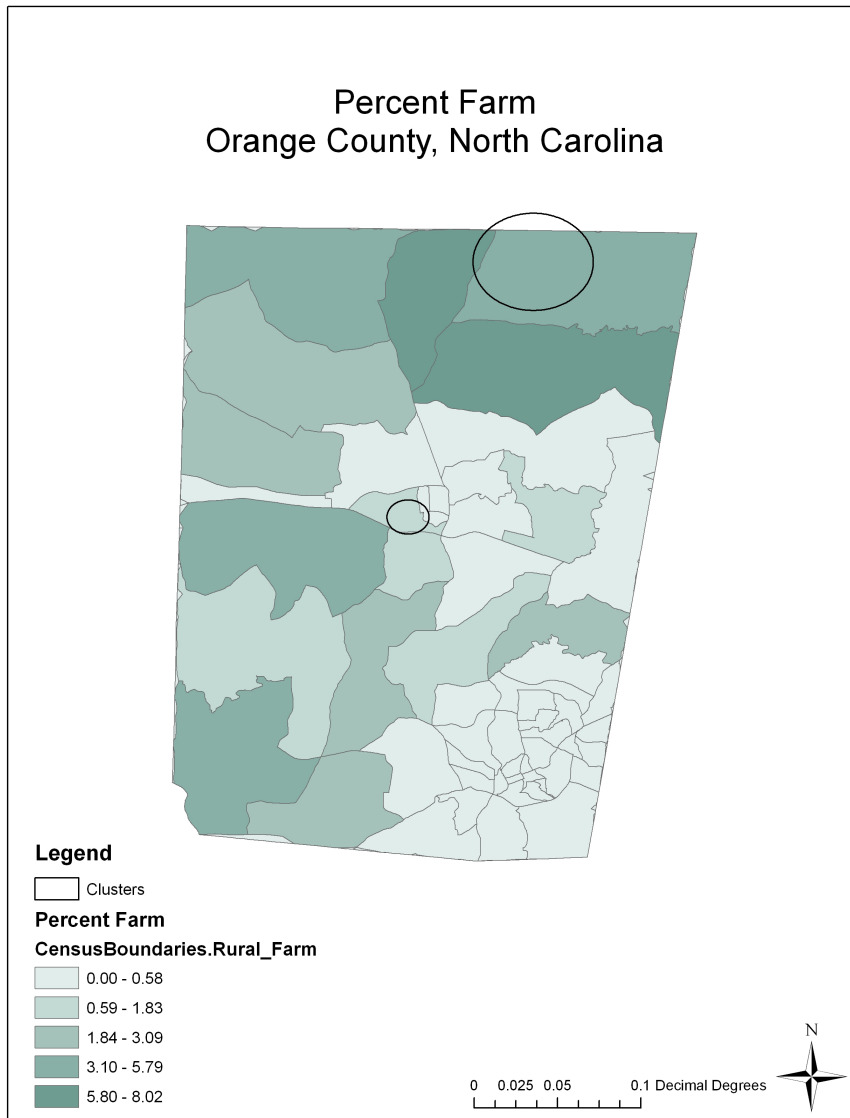 Percent Farm
Orange County, North Carolina
Legend
Clusters
Percent Farm
CensusBoundaries.Rural_Farm
0.00 - 0.58
0.59 - 1.83
1.84 - 3.09
3.10 - 5.79
5.80 - 8.02
N
0 0.025 0.05 0.1 Decimal Degrees